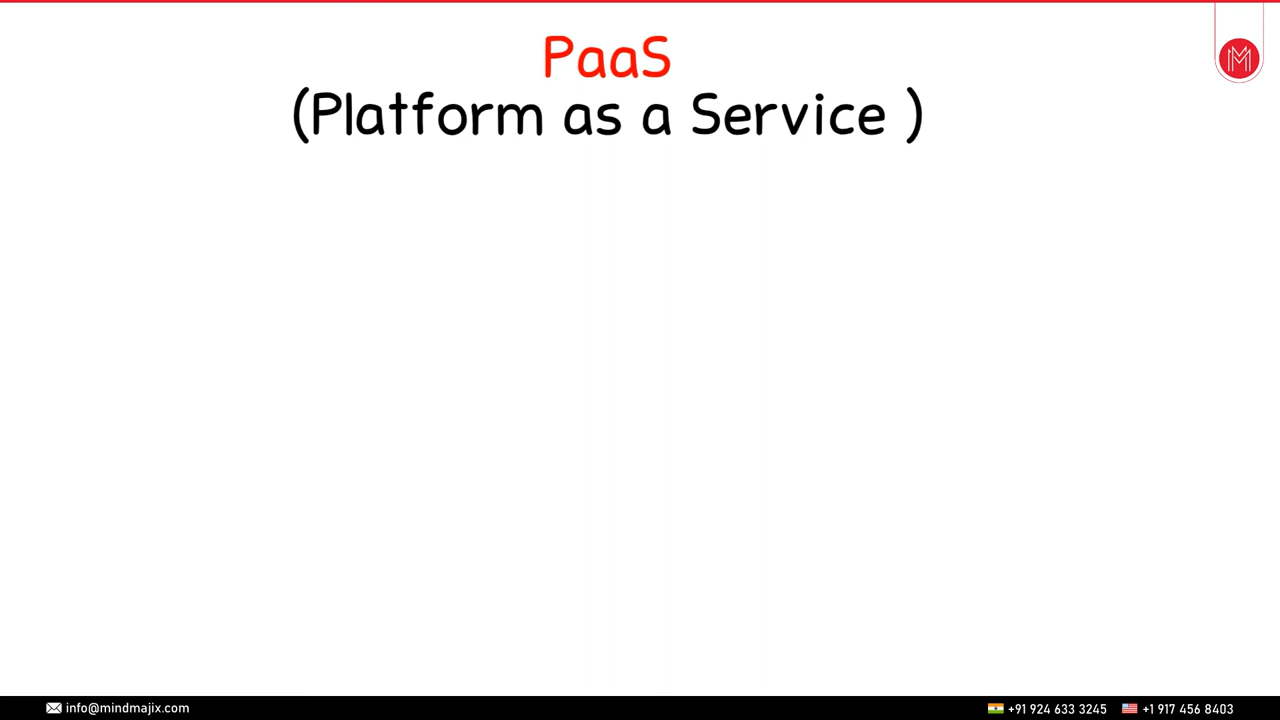 PaaS
(Platform as a Service )
info@mindmajix.com
+91 924 633 3245
+1 917 456 8403